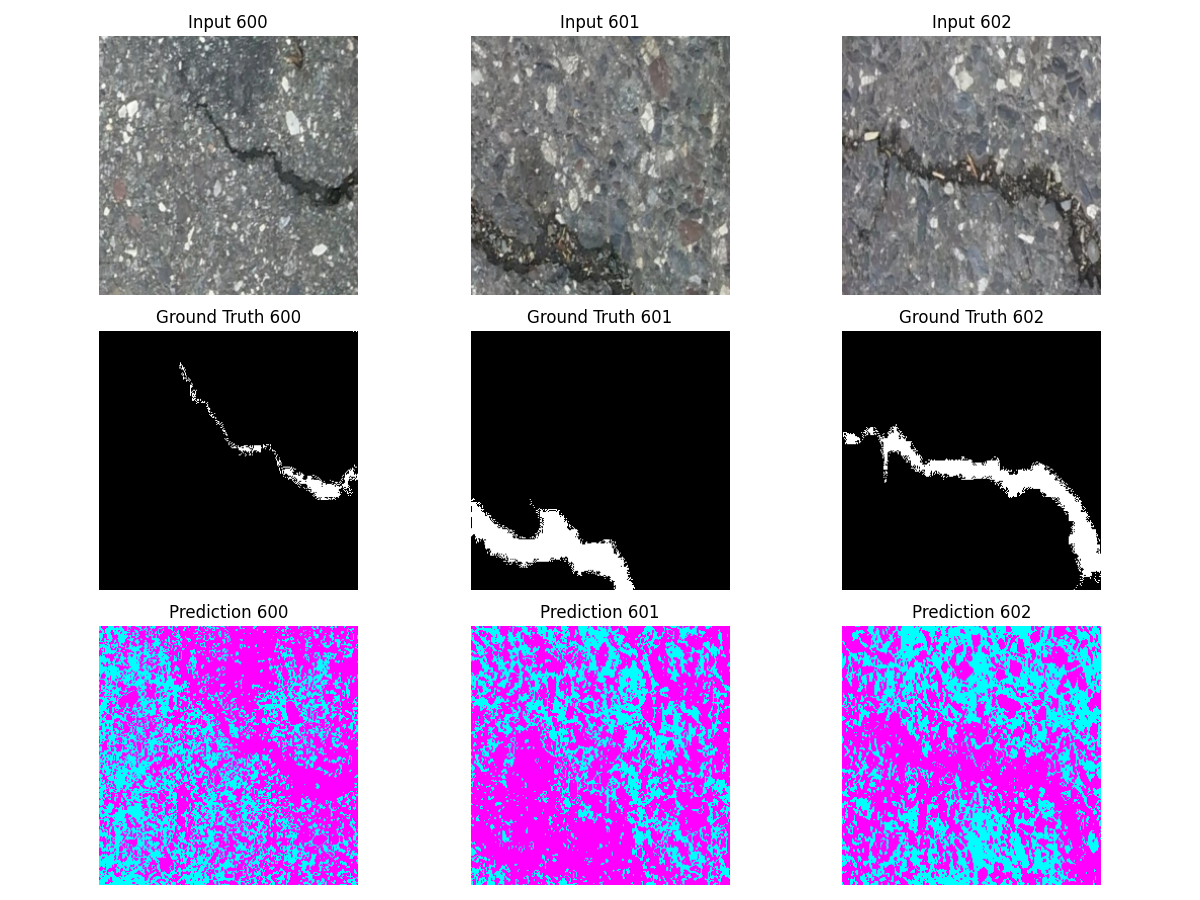 Input 600
Input 601
Input 602
Ground Truth 600
Ground Truth 601
Ground Truth 602
Prediction 600
Prediction 601
Prediction 602